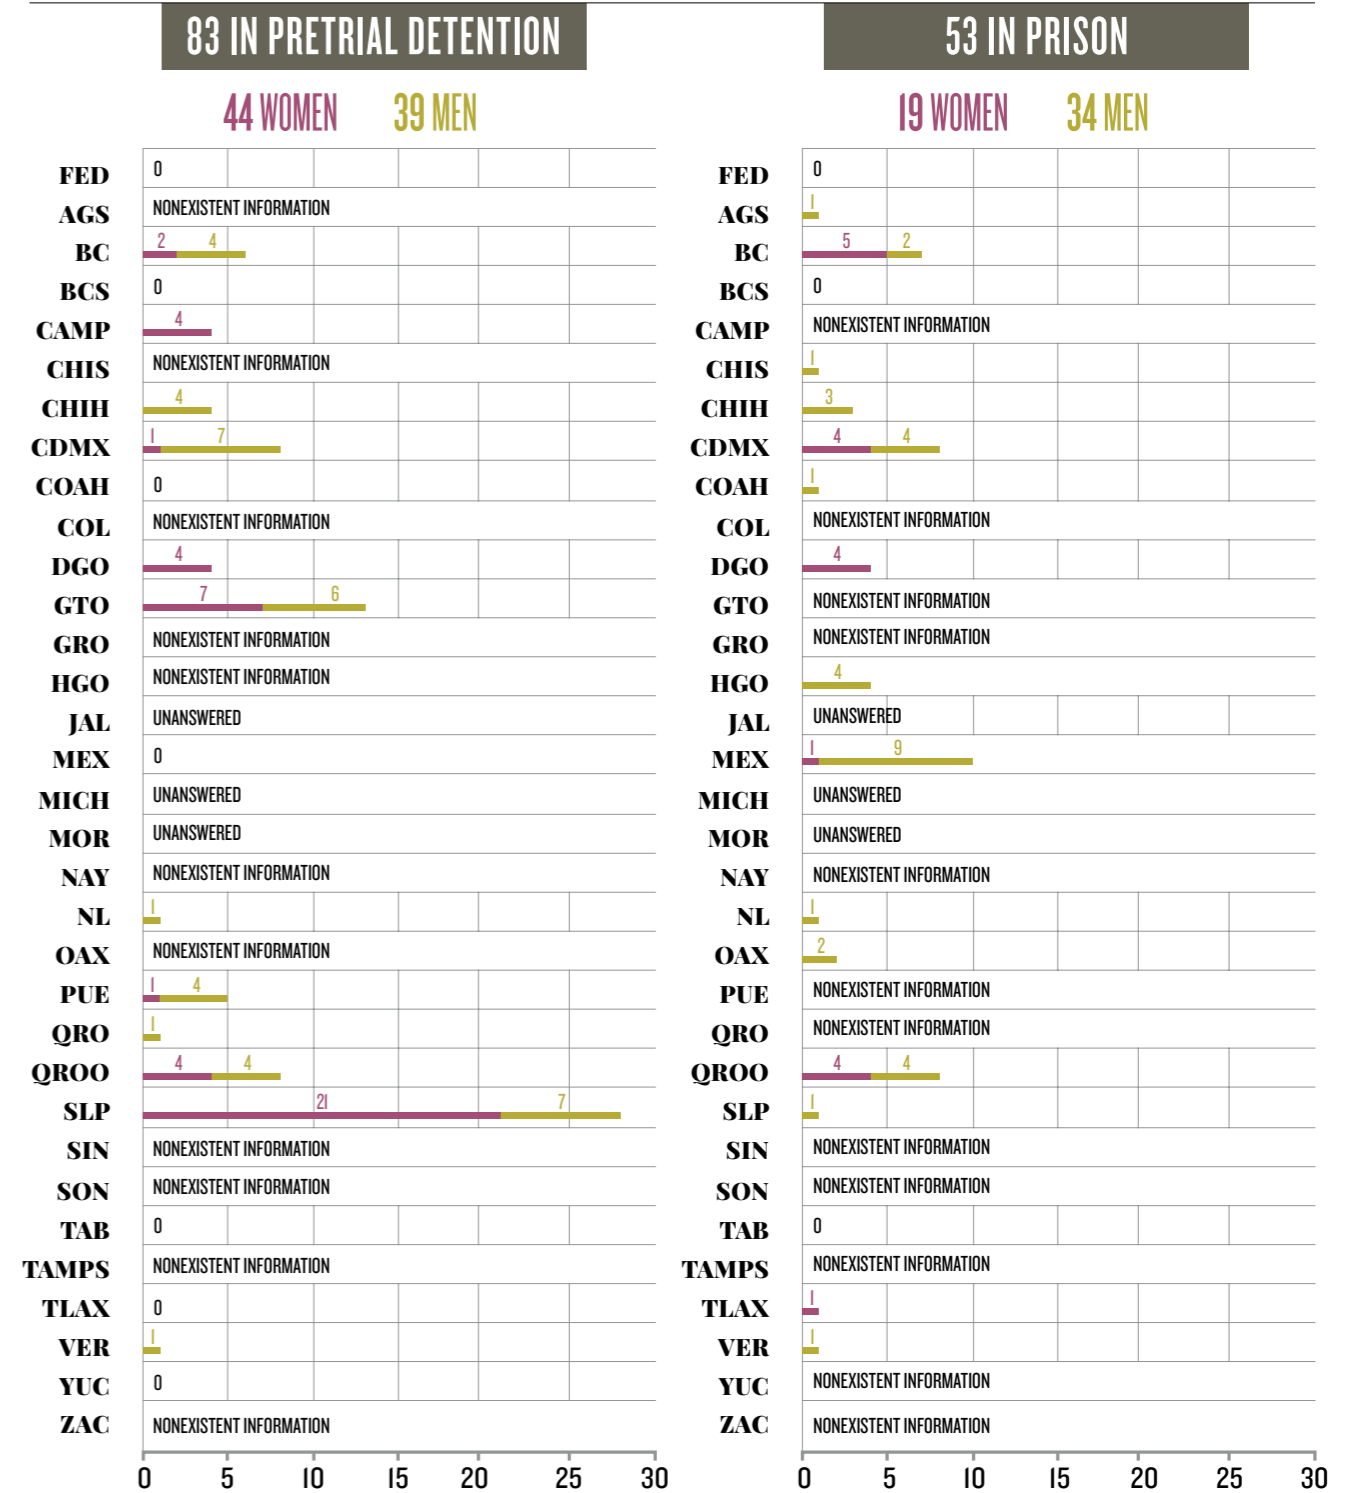 83 IN PRETRIAL DETENTION
44 WOMEN 39 MEN
FED 0
AGS NONEXISTENT INFORMATION
BC 2 4
BCS 0
CAMP 4
CHIS NONEXISTENT INFORMATION
CHIH 4
CDMX 1 7
COAH 0
COL NONEXISTENT INFORMATION
DGO 4
GTO 7 6
GRO NONEXISTENT INFORMATION
HGO NONEXISTENT INFORMATION
JAL UNANSWERED
MEX 0
MICH UNANSWERED
MOR UNANSWERED
NAY NONEXISTENT INFORMATION
NL 1
OAX NONEXISTENT INFORMATION
PUE 1 4
QRO 1
QROO 4 4
SLP 21 7
SIN NONEXISTENT INFORMATION
SON NONEXISTENT INFORMATION
TAB 0
TAMPS NONEXISTENT INFORMATION
TLAX 0
VER 1
YUC 0
ZAC NONEXISTENT INFORMATION
0 5 10 15 20 25 30
53 IN PRISON
19 WOMEN 34 MEN
FED 0
AGS 1
BC 5 2
BCS 0
CAMP NONEXISTENT INFORMATION
CHIS 1
CHIH 3
CDMX 4 4
COAH 1
COL NONEXISTENT INFORMATION
DGO 4
GTO NONEXISTENT INFORMATION
GRO NONEXISTENT INFORMATION
HGO 4
JAL UNANSWERED
MEX 1 9
MICH UNANSWERED
MOR UNANSWERED
NAY NONEXISTENT INFORMATION
NL 1
OAX 2
PUE NONEXISTENT INFORMATION
QRO NONEXISTENT INFORMATION
QROO 4 4
SLP 1
SIN NONEXISTENT INFORMATION
SON NONEXISTENT INFORMATION
TAB 0
TAMPS NONEXISTENT INFORMATION
TLAX 1
VER 1
YUC NONEXISTENT INFORMATION
ZAC NONEXISTENT INFORMATION
0 5 10 15 20 25 30